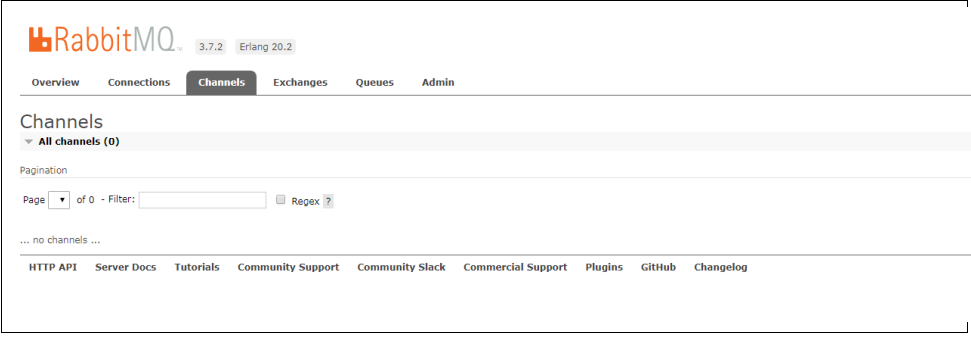 RabbitMQ™ 3.7.2 Erlang 20.2
Overview Connections Channels Exchanges Queues Admin
Channels
All channels (0)
Pagination
Page of 0 - Filter: Regex ?
... no channels ...
HTTP API Server Docs Tutorials Community Support Community Slack Commercial Support Plugins GitHub Changelog